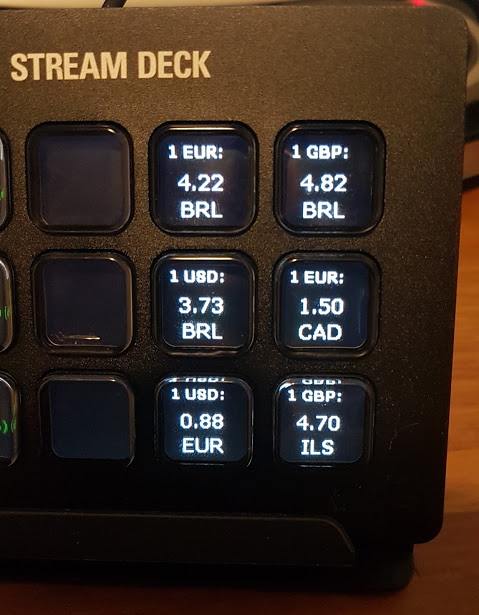 STREAM DECK
1 EUR:
4.22
BRL
1 GBP:
4.82
BRL
1 USD:
3.73
BRL
1 EUR:
1.50
CAD
1 USD:
0.88
EUR
1 GBP:
4.70
ILS